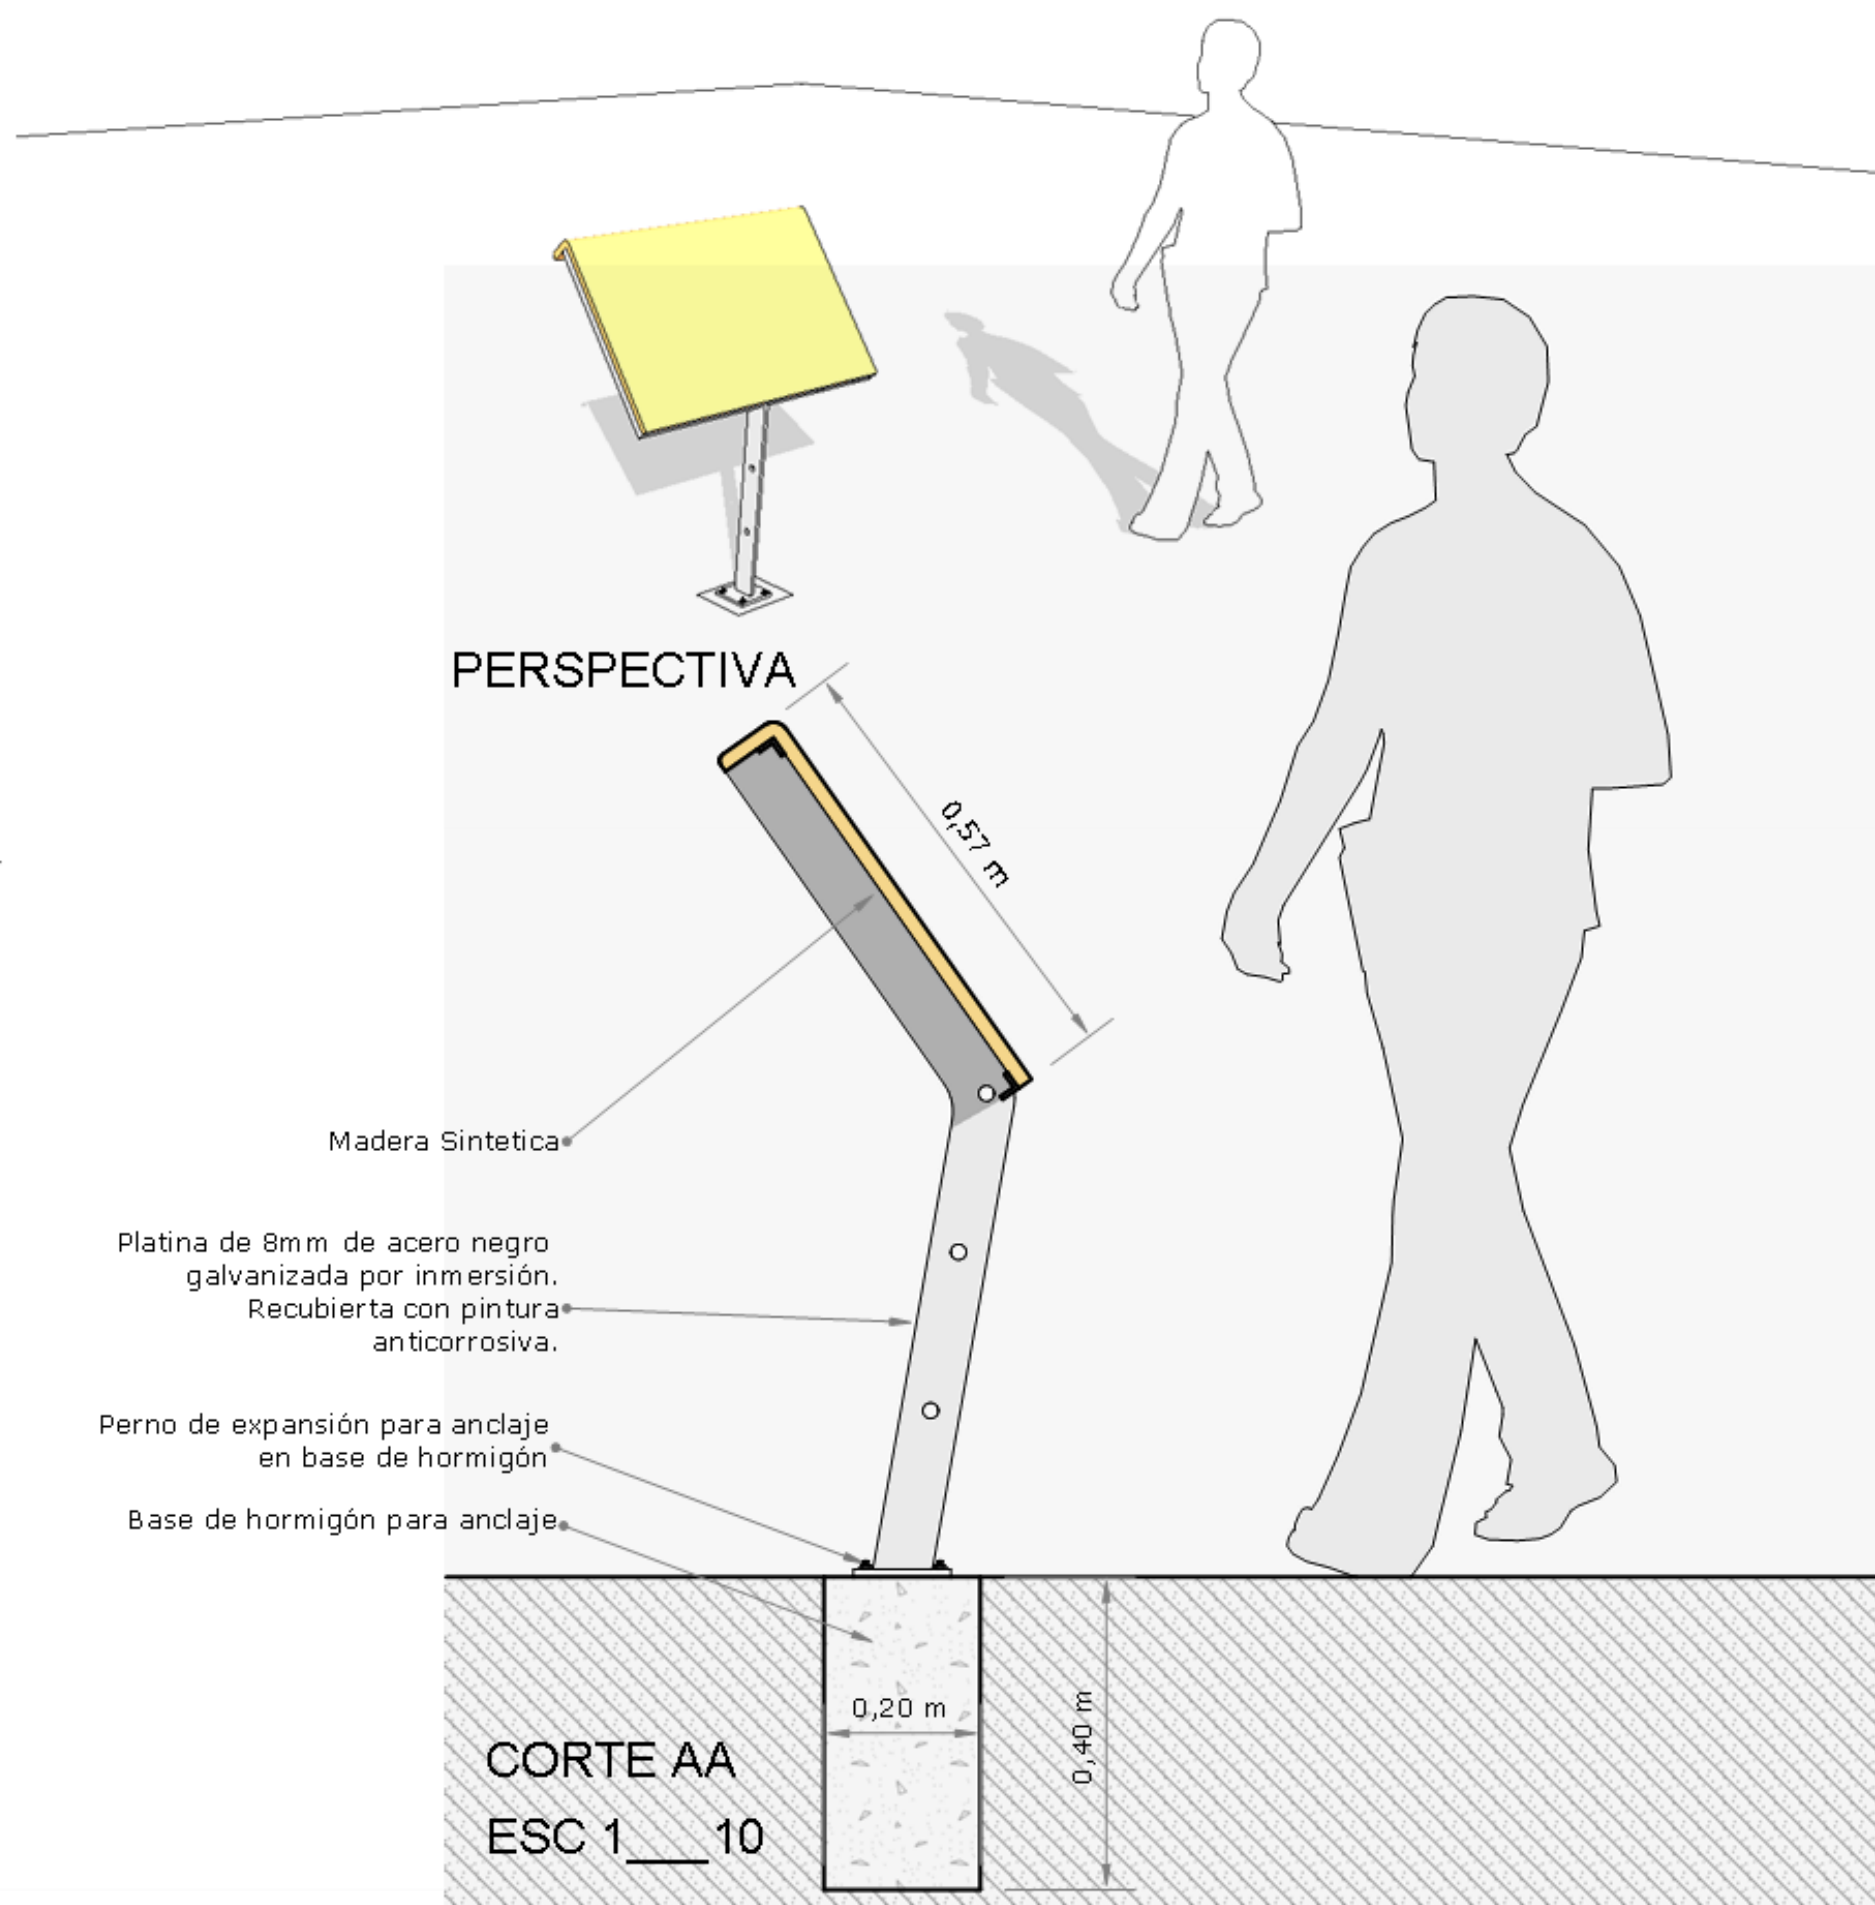 PERSPECTIVA
0,57 m
Madera Sintetica
Platina de 8mm de acero negro
galvanizada por inmersión.
Recubierta con pintura
anticorrosiva.
Perno de expansión para anclaje
en base de hormigón
Base de hormigón para anclaje
0,20 m
0,40 m
CORTE AA
ESC 1___10